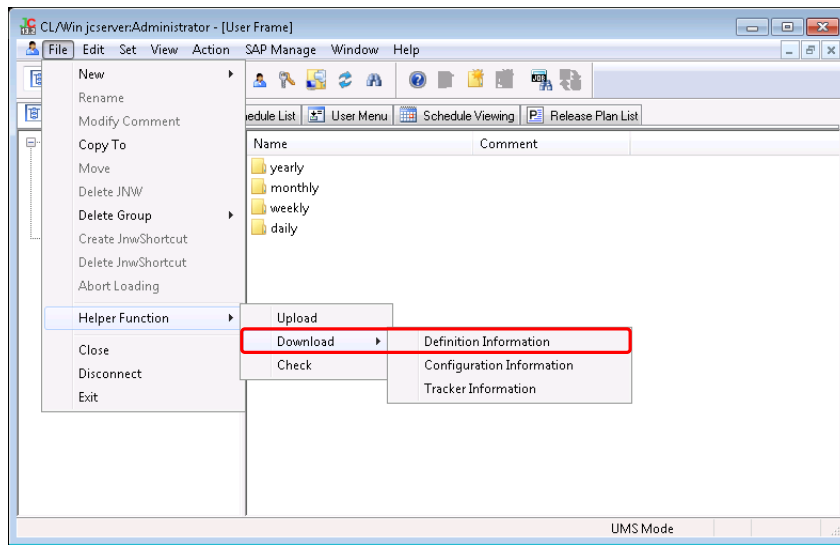 CL/Win jcserver:Administrator - [User Frame]
File Edit Set View Action SAP Manage Window Help
edule List User Menu Schedule Viewing Release Plan List
Name Comment
yearly
monthly
weekly
daily
New
Rename
Modify Comment
Copy To
Move
Delete JNW
Delete Group
Create JnwShortcut
Delete JnwShortcut
Abort Loading
Helper Function
Close
Disconnect
Exit
Upload
Download
Check
Definition Information
Configuration Information
Tracker Information
UMS Mode